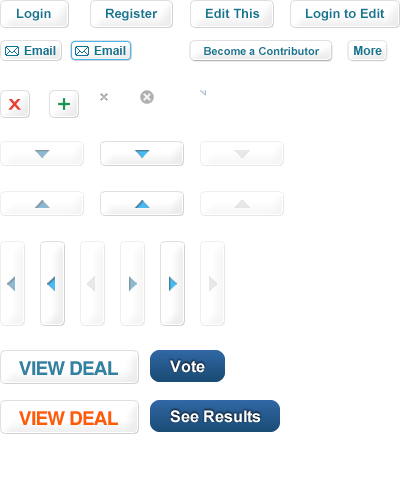 Login Register Edit This Login to Edit
Email Email Become a Contributor More
VIEW DEAL Vote
VIEW DEAL See Results